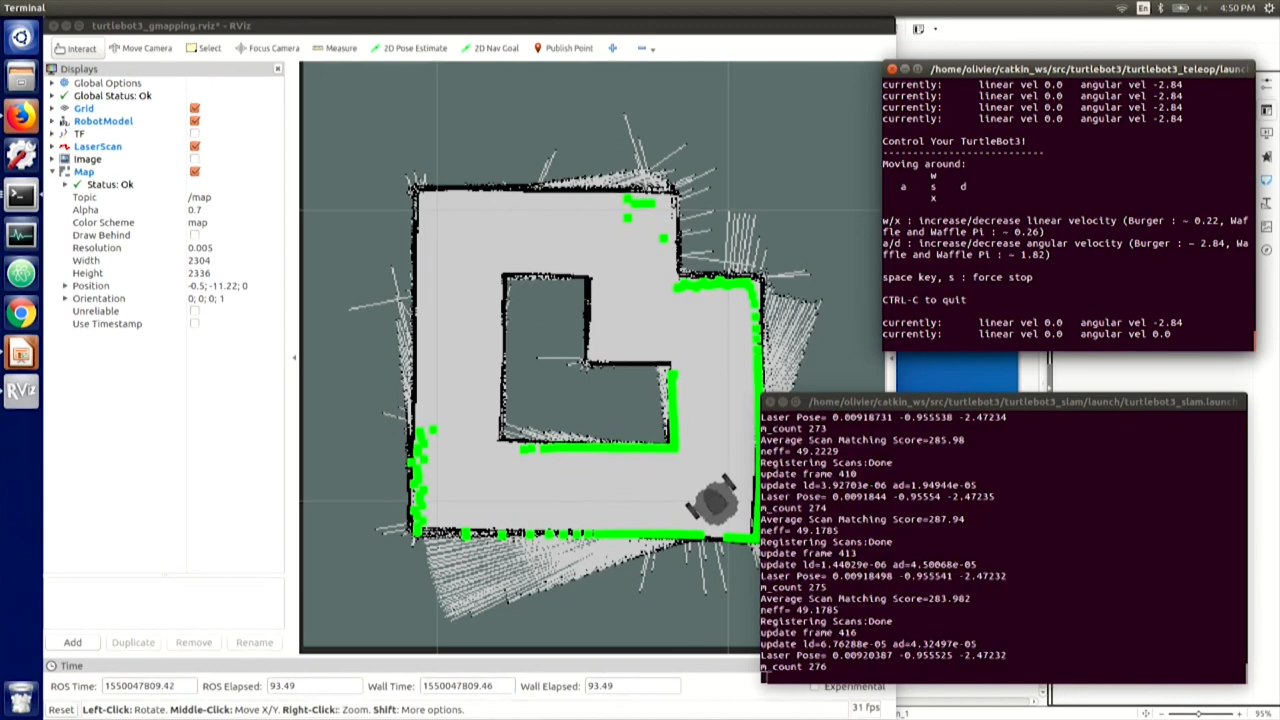 Terminal
En
4:50 PM
turtlebot3_gmapping.rviz* - RViz
Interact
Move Camera
Select
Focus Camera
Measure
2D Pose Estimate
2D Nav Goal
Publish Point
Displays
Global Options
Global Status: Ok
Grid
RobotModel
TF
LaserScan
Image
Map
Status: Ok
Topic /map
Alpha 0.7
Color Scheme map
Draw Behind
Resolution 0.005
Width 2304
Height 2336
Position -0.5; -11.22; 0
Orientation 0; 0; 0; 1
Unreliable
Use Timestamp
Add
Duplicate
Remove
Rename
Time
ROS Time: 1550047809.42
ROS Elapsed: 93.49
Wall Time: 1550047809.46
Wall Elapsed: 93.49
Experimental
Reset
Left-Click: Rotate. Middle-Click: Move X/Y. Right-Click:: Zoom. Shift: More options.
31 fps
RViz
/home/olivier/catkin_ws/src/turtlebot3/turtlebot3_teleop/launc
currently: linear vel 0.0 angular vel -2.84
currently: linear vel 0.0 angular vel -2.84
currently: linear vel 0.0 angular vel -2.84
currently: linear vel 0.0 angular vel -2.84
Control Your TurtleBot3!
---------------------------
Moving around:
w
a s d
x
w/x : increase/decrease linear velocity (Burger : ~ 0.22, Waf
fle and Waffle Pi : ~ 0.26)
a/d : increase/decrease angular velocity (Burger : ~ 2.84, Wa
ffle and Waffle Pi : ~ 1.82)
space key, s : force stop
CTRL-C to quit
currently: linear vel 0.0 angular vel -2.84
currently: linear vel 0.0 angular vel 0.0
/home/olivier/catkin_ws/src/turtlebot3/turtlebot3_slam/launch/turtlebot3_slam.launch
Laser Pose= 0.00918731 -0.955538 -2.47234
m_count 273
Average Scan Matching Score=285.98
neff= 49.2229
Registering Scans:Done
update frame 410
update ld=3.92703e-06 ad=1.94944e-05
Laser Pose= 0.0091844 -0.95554 -2.47235
m_count 274
Average Scan Matching Score=287.94
neff= 49.1785
Registering Scans:Done
update frame 413
update ld=1.44029e-06 ad=4.50068e-05
Laser Pose= 0.00918498 -0.955541 -2.47232
m_count 275
Average Scan Matching Score=283.982
neff= 49.1785
Registering Scans:Done
update frame 416
update ld=6.76288e-05 ad=4.32497e-05
Laser Pose= 0.00920387 -0.955525 -2.47232
m_count 276
95%